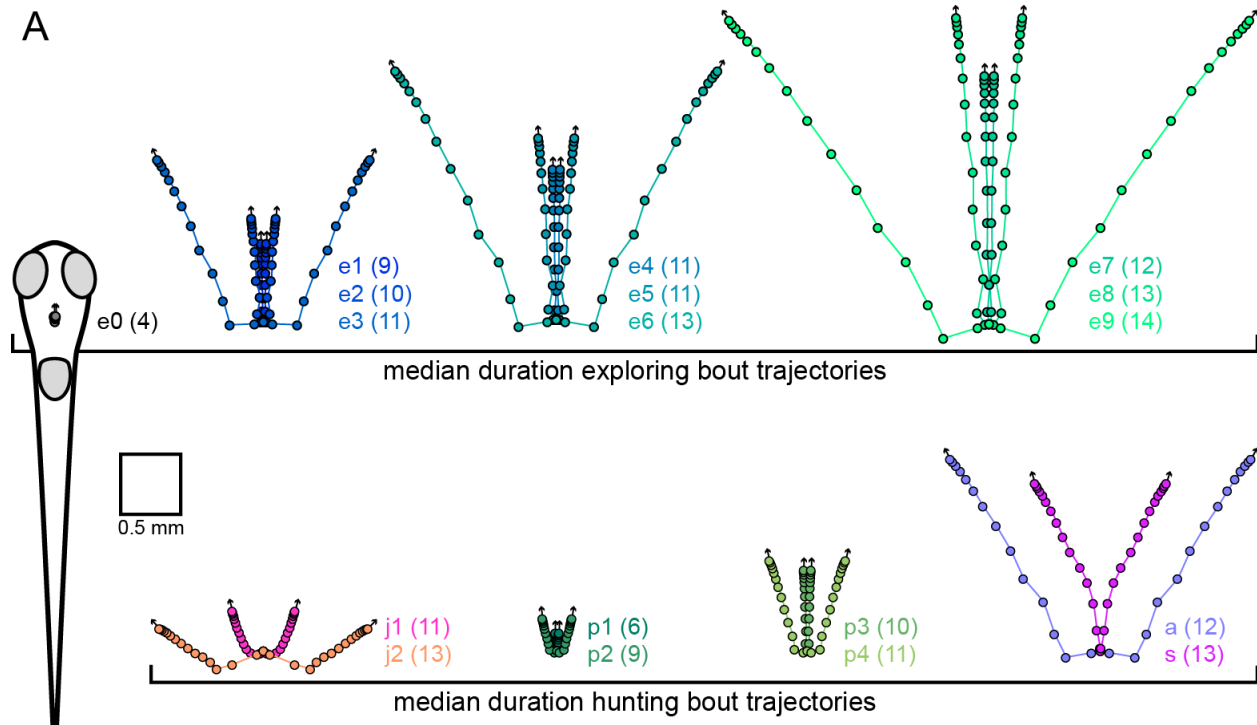 A
e0 (4)
e1 (9)
e2 (10)
e3 (11)
e4 (11)
e5 (11)
e6 (13)
e7 (12)
e8 (13)
e9 (14)
median duration exploring bout trajectories
0.5 mm
j1 (11)
j2 (13)
p1 (6)
p2 (9)
p3 (10)
p4 (11)
a (12)
s (13)
median duration hunting bout trajectories